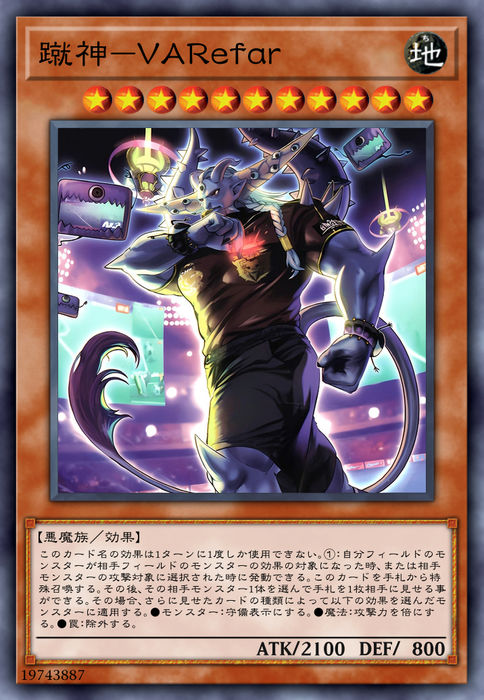 蹴神－VARefar
ち
地
【悪魔族／効果】
このカード名の効果は1ターンに1度しか使用できない。①：自分フィールドのモ
ンスターが相手フィールドのモンスターの効果の対象になった時、または相手
モンスターの攻撃対象に選択された時に発動できる。このカードを手札から特
殊召喚する。その後、その相手モンスター1体を選んで手札を1枚相手に見せる事
ができる。その場合、さらに見せたカードの種類によって以下の効果を選んだモ
ンスターに適用する。●モンスター：守備表示にする。●魔法：攻撃力を倍にす
る。●罠：除外する。
ATK/2100 DEF/ 800
19743887